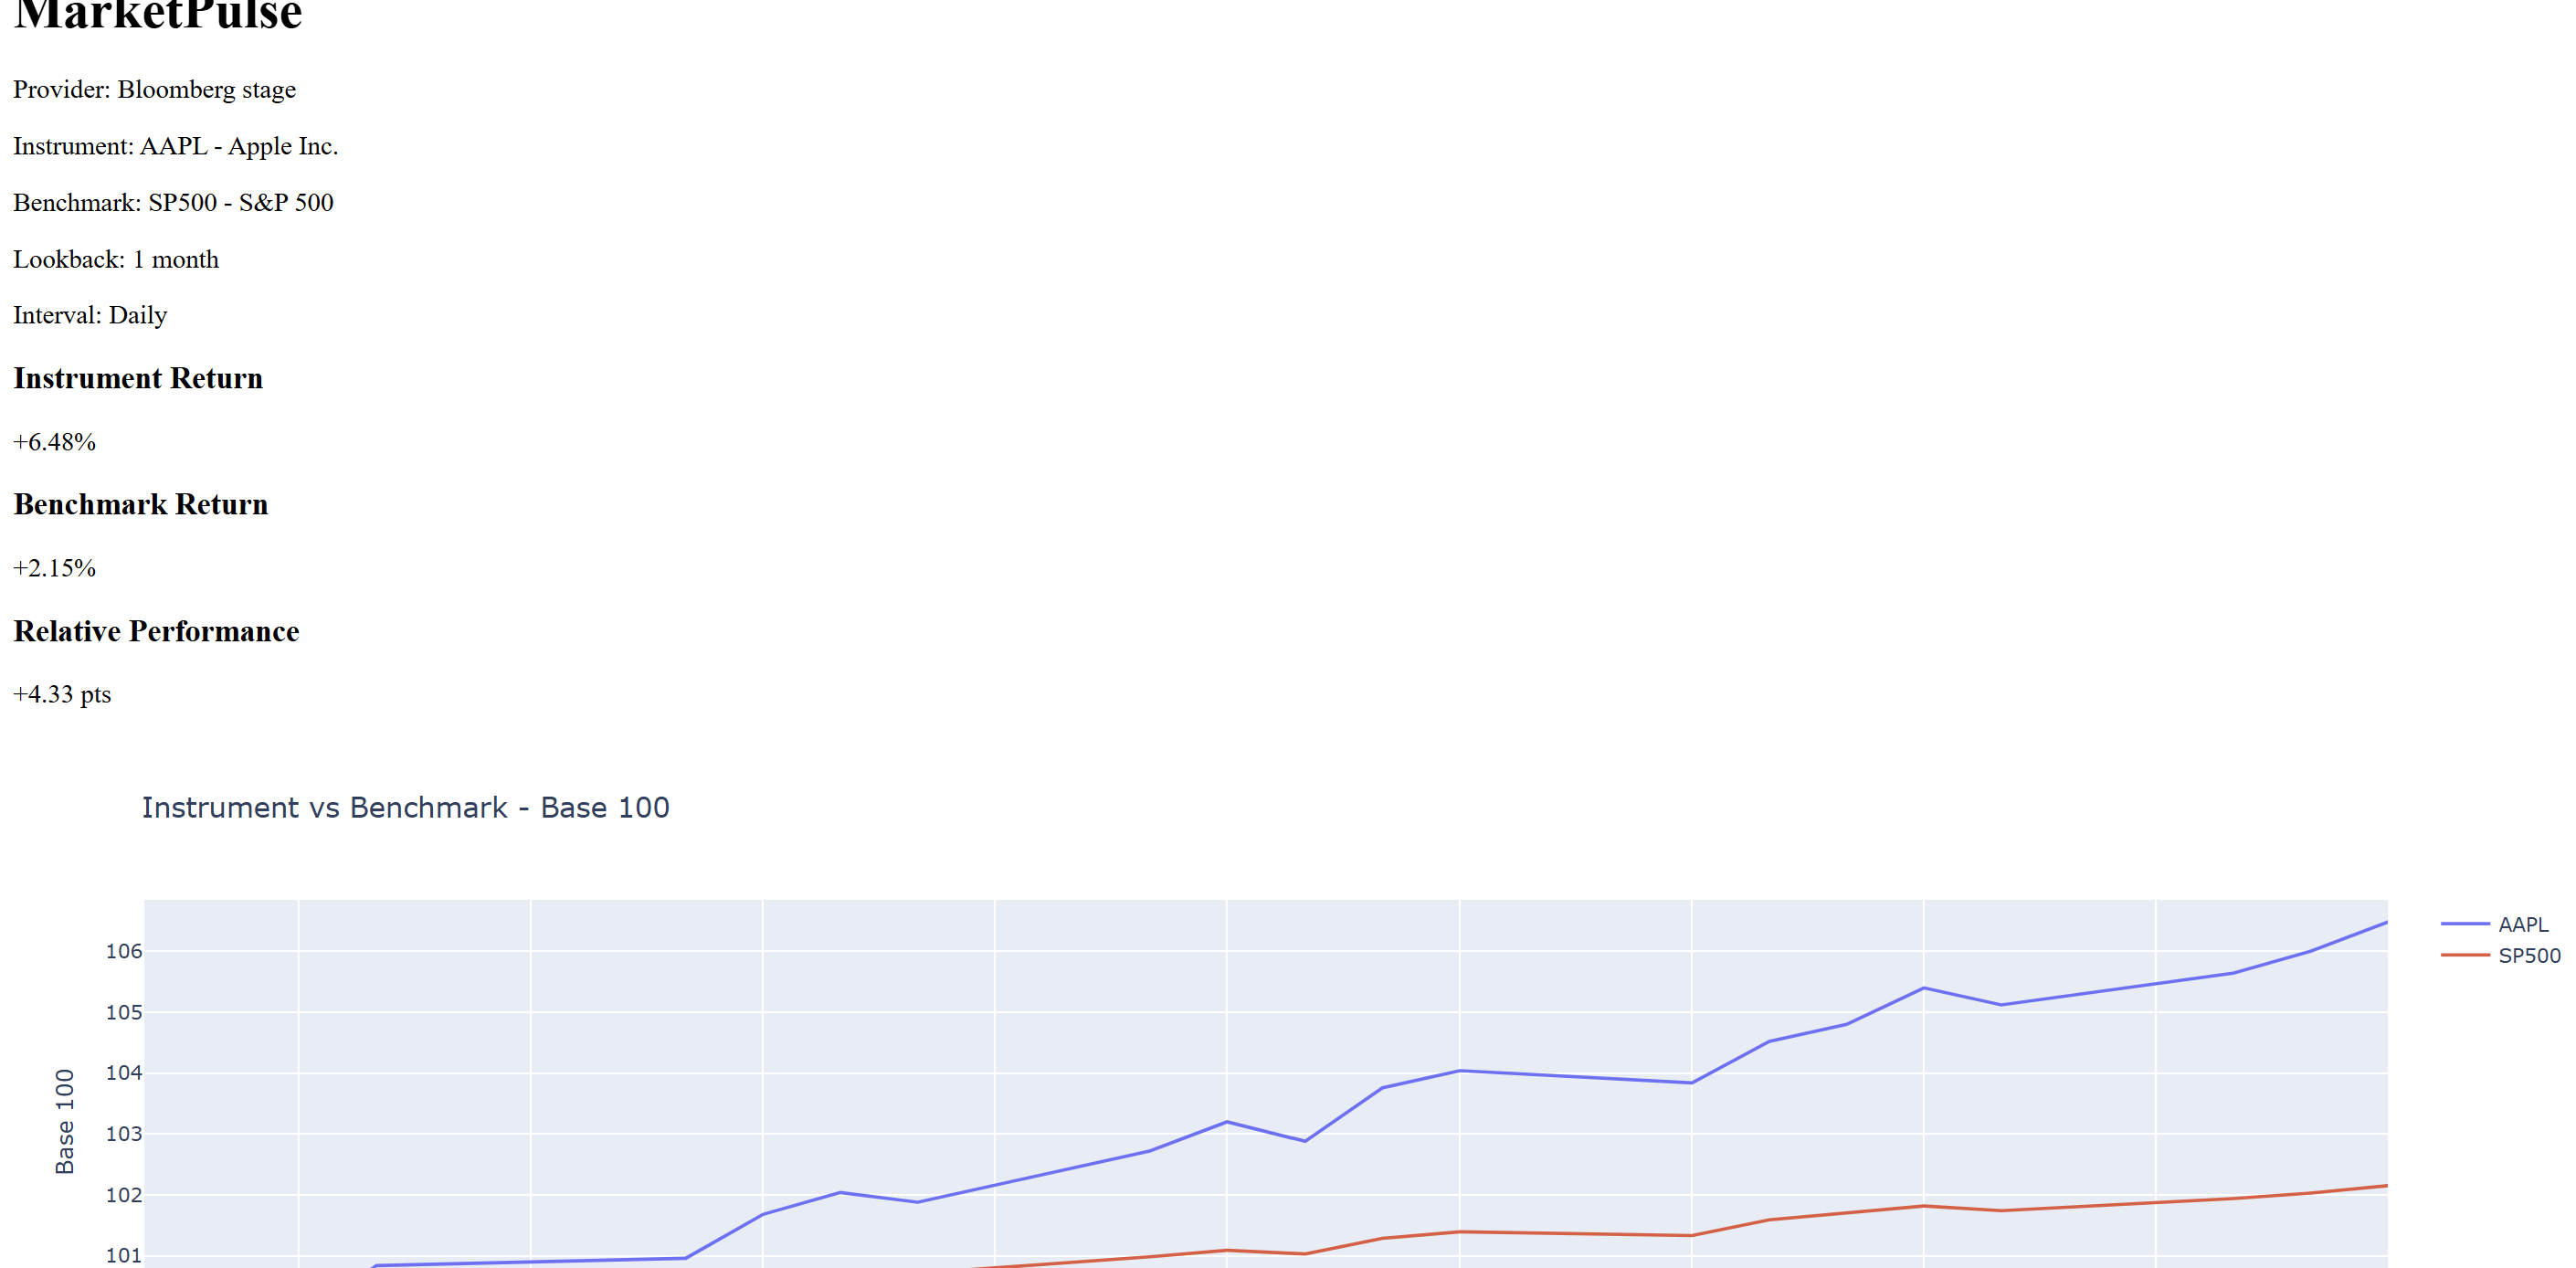 MarketPulse
Provider: Bloomberg stage
Instrument: AAPL - Apple Inc.
Benchmark: SP500 - S&P 500
Lookback: 1 month
Interval: Daily
Instrument Return
+6.48%
Benchmark Return
+2.15%
Relative Performance
+4.33 pts
Instrument vs Benchmark - Base 100
AAPL
SP500
106
105
104
103
102
101
Base 100